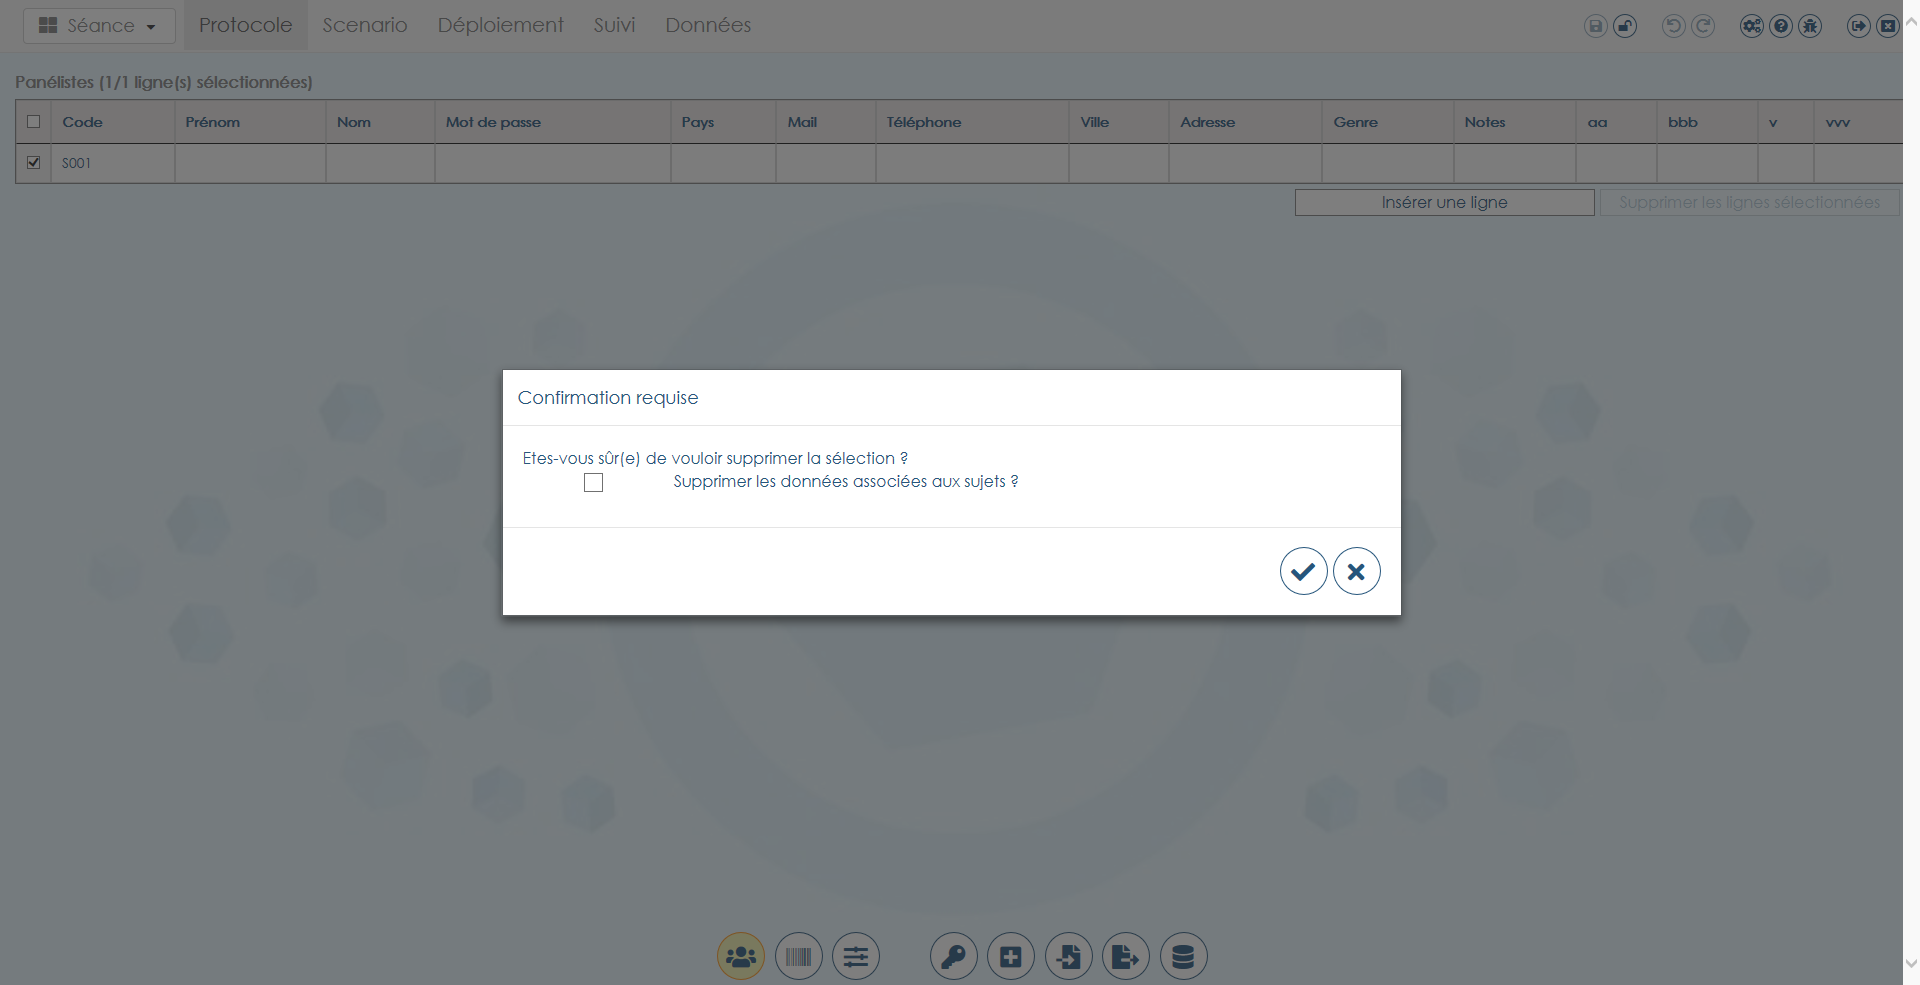 Séance
Protocole
Scenario
Déploiement
Suivi
Données
Panélistes (1/1 ligne(s) sélectionnées)
Code Prénom Nom Mot de passe Pays Mail Téléphone Ville Adresse Genre Notes aa bbb v vvv
S001
Insérer une ligne
Supprimer les lignes sélectionnées
Confirmation requise
Etes-vous sûr(e) de vouloir supprimer la sélection ?
Supprimer les données associées aux sujets ?